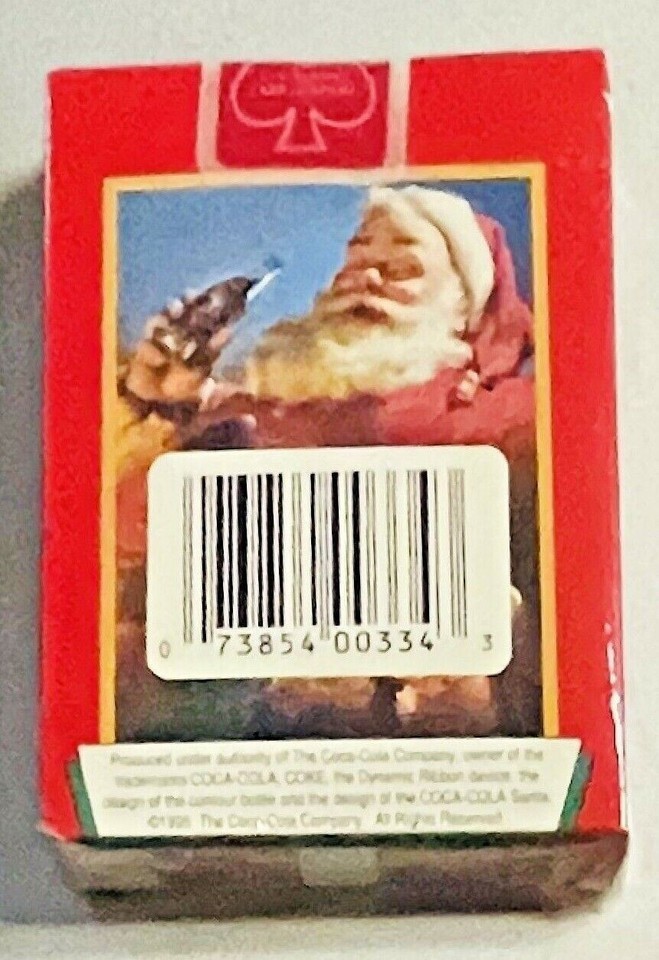 0 73854 00334 3
Produced under authority of The Coca-Cola Company, owner of the
trademarks COCA-COLA, COKE, the Dynamic Ribbon device, the
design of the contour bottle and the design of the COCA-COLA Santa.
The Coca-Cola Company. All Rights Reserved.